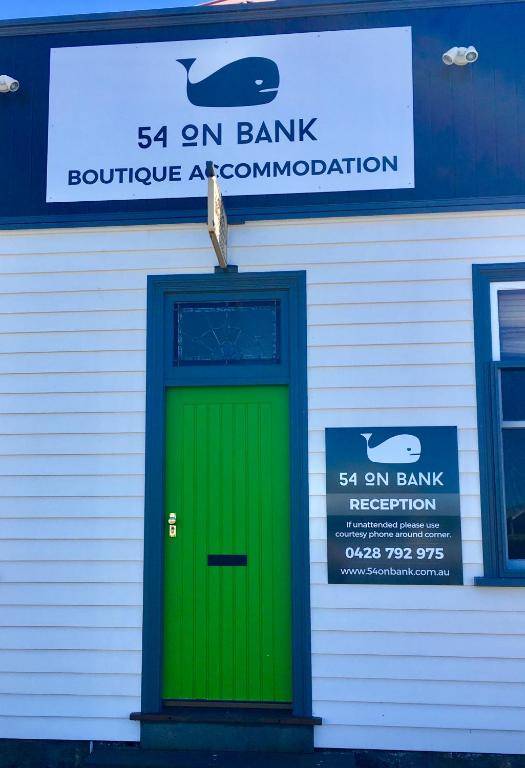 54 ON BANK
BOUTIQUE ACCOMMODATION
54 ON BANK
RECEPTION
If unattended please use
courtesy phone around corner.
0428 792 975
www.54onbank.com.au